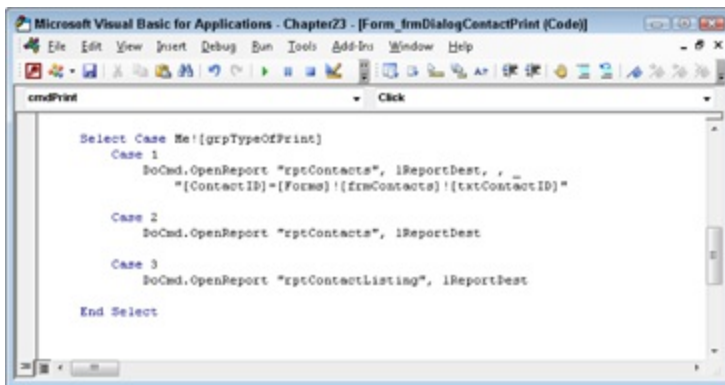 Microsoft Visual Basic for Applications - Chapter23 - [Form_frmDialogContactPrint (Code)]
File Edit View Insert Debug Run Tools Add-Ins Window Help
cmdPrint Click
Select Case Me![grpTypeOfPrint]
Case 1
DoCmd.OpenReport "rptContacts", lReportDest, , _
"[ContactID]=[Forms]![frmContacts]![txtContactID]"
Case 2
DoCmd.OpenReport "rptContacts", lReportDest
Case 3
DoCmd.OpenReport "rptContactListing", lReportDest
End Select